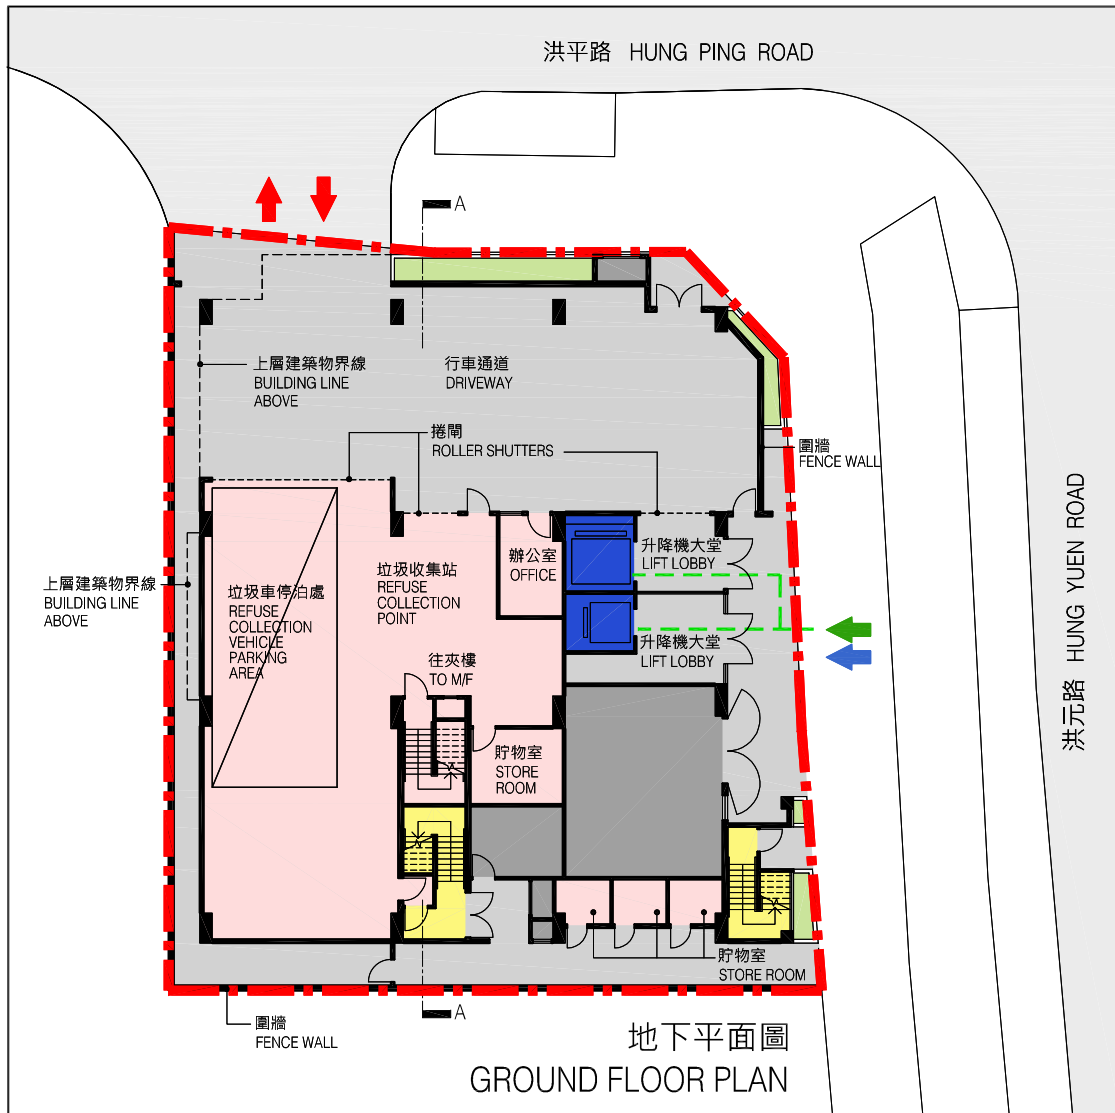 洪平路 HUNG PING ROAD
A
上層建築物界線
BUILDING LINE
ABOVE
行車通道
DRIVEWAY
捲閘
ROLLER SHUTTERS
圍牆
FENCE WALL
洪元路 HUNG YUEN ROAD
上層建築物界線
BUILDING LINE
ABOVE
垃圾車停泊處
REFUSE
COLLECTION
VEHICLE
PARKING
AREA
垃圾收集站
REFUSE
COLLECTION
POINT
辦公室
OFFICE
升降機大堂
LIFT LOBBY
升降機大堂
LIFT LOBBY
往夾樓
TO M/F
貯物室
STORE
ROOM
貯物室
STORE ROOM
A
圍牆
FENCE WALL
地下平面圖
GROUND FLOOR PLAN